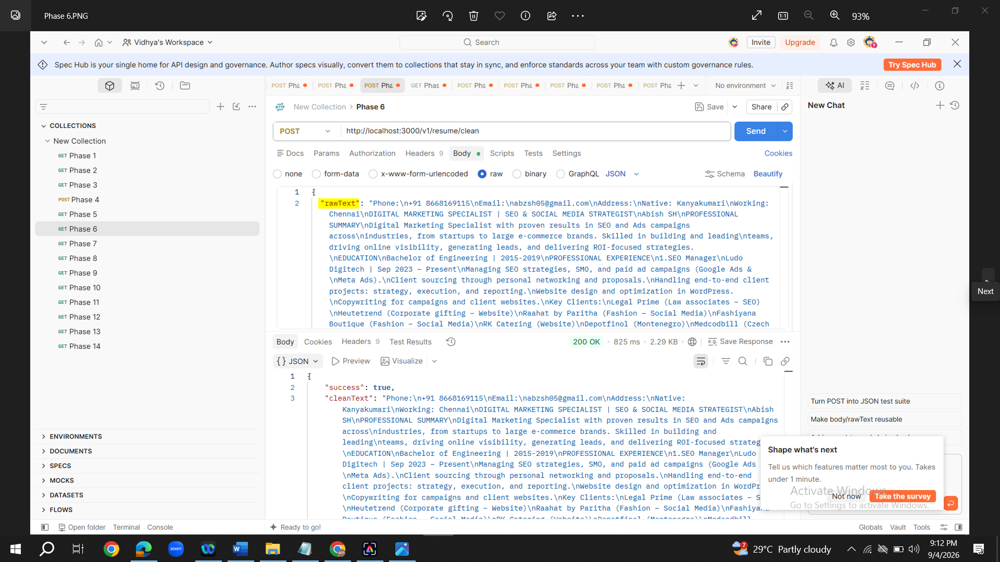 Phase 6.PNG
93%
Vidhya's Workspace
Search
Invite
Upgrade
Spec Hub is your single home for API design and governance. Author specs visually, convert them to collections that stay in sync, and enforce standards across your team with custom governance rules.
Try Spec Hub
POST Pha
POST Pha
POST Pha
GET Phas
POST Pha
POST Pha
POST Pha
POST Pha
POST Pha
No environment
AI
New Collection > Phase 6
Save
Share
New Chat
COLLECTIONS
New Collection
GET Phase 1
GET Phase 2
GET Phase 3
POST Phase 4
GET Phase 5
GET Phase 6
GET Phase 7
GET Phase 8
GET Phase 9
GET Phase 10
GET Phase 11
GET Phase 12
GET Phase 13
GET Phase 14
ENVIRONMENTS
DOCUMENTS
SPECS
MOCKS
DATASETS
FLOWS
POST
http://localhost:3000/v1/resume/clean
Send
Docs Params Authorization Headers 9 Body Scripts Tests Settings
Cookies
none form-data x-www-form-urlencoded raw binary GraphQL JSON
Schema Beautify
1 {
2 "rawText": "Phone:\n+91 8668169115\nEmail:\nabzsh05@gmail.com\nAddress:\nNative: Kanyakumari\nWorking:
Chennai\nDIGITAL MARKETING SPECIALIST | SEO & SOCIAL MEDIA STRATEGIST\nAbish SH\nPROFESSIONAL
SUMMARY\nDigital Marketing Specialist with proven results in SEO and Ads campaigns
across\nindustries, from startups to large e-commerce brands. Skilled in building and leading\nteams,
driving online visibility, generating leads, and delivering ROI-focused strategies.
\nEDUCATION\nBachelor of Engineering | 2015-2019\nPROFESSIONAL EXPERIENCE\n1.SEO Manager\nLudo
Digitech | Sep 2023 – Present\nManaging SEO strategies, SMO, and paid ad campaigns (Google Ads &
\nMeta Ads).\nClient sourcing through personal networking and proposals.\nHandling end-to-end client
projects: strategy, execution, and reporting.\nWebsite design and optimization in WordPress.
\nCopywriting for campaigns and client websites.\nKey Clients:\nLegal Prime (Law associates – SEO)
\nHeutetrend (Corporate gifting – Website)\nRaahat by Paritha (Fashion – Social Media)\nFashiyana
Boutique (Fashion – Social Media)\nRK Catering (Website)\nDepotfinol (Montenegro)\nMedcodbill (Czech
Body Cookies Headers 9 Test Results
200 OK 825 ms 2.29 KB
e.g. Save Response
{} JSON Preview Visualize
1 {
2 "success": true,
3 "cleanText": "Phone:\n+91 8668169115\nEmail:\nabzsh05@gmail.com\nAddress:\nNative:
Kanyakumari\nWorking: Chennai\nDIGITAL MARKETING SPECIALIST | SEO & SOCIAL MEDIA STRATEGIST\nAbish
SH\nPROFESSIONAL SUMMARY\nDigital Marketing Specialist with proven results in SEO and Ads campaigns
across\nindustries, from startups to large e-commerce brands. Skilled in building and
leading\nteams, driving online visibility, generating leads, and delivering ROI-focused strateg
\nEDUCATION\nBachelor of Engineering | 2015-2019\nPROFESSIONAL EXPERIENCE\n1.SEO Manager\nLudo
Digitech | Sep 2023 – Present\nManaging SEO strategies, SMO, and paid ad campaigns (Google Ads
\nMeta Ads).\nClient sourcing through personal networking and proposals.\nHandling end-to-end
client projects: strategy, execution, and reporting.\nWebsite design and optimization in WordPr
\nCopywriting for campaigns and client websites.\nKey Clients:\nLegal Prime (Law associates – S
\nHeutetrend (Corporate gifting – Website)\nRaahat by Paritha (Fashion – Social Media)\nFashiya
Next
Turn POST into JSON test suite
Make body/rawText reusable
Shape what's next
Tell us which features matter most to you. Takes
under 1 minute.
Not now
Take the survey
Activate Windows
Go to Settings to activate Windows.
Open folder Terminal Console
Ready to go!
Globals Vault Tools
zoom
7
29°C Partly cloudy
9:12 PM
9/4/2026